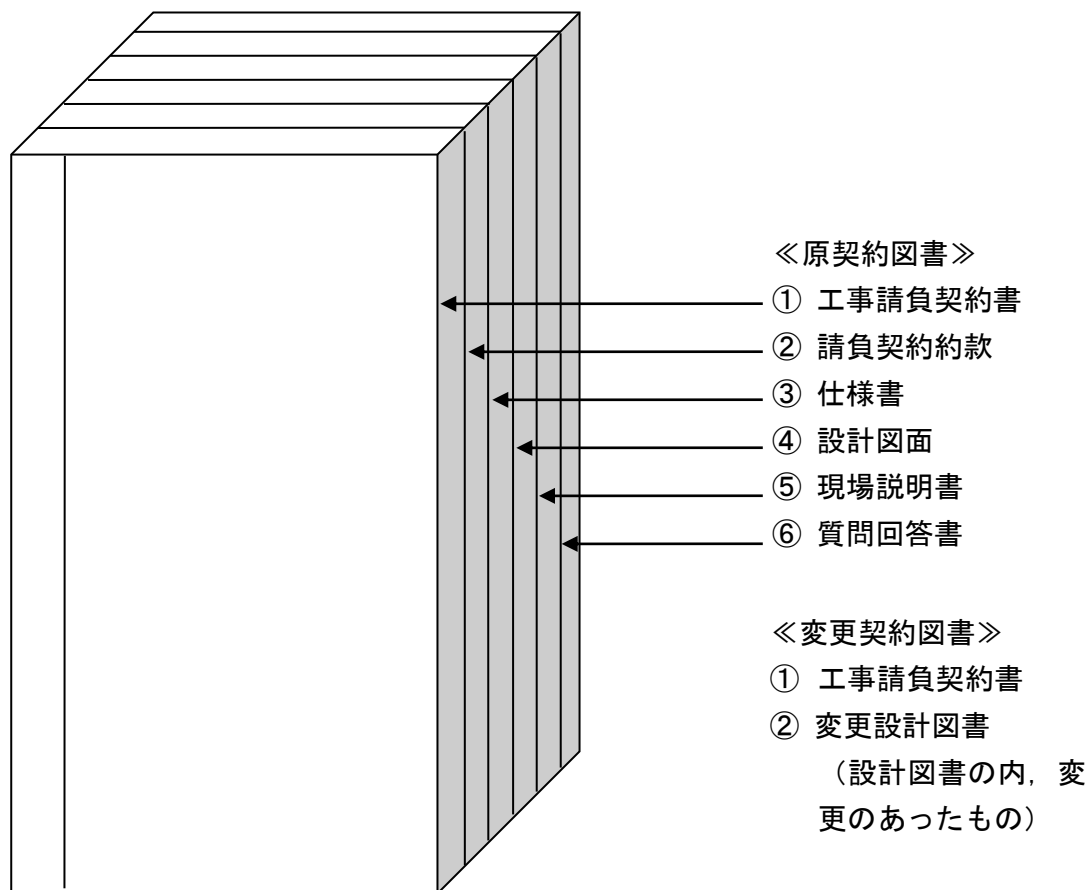 ≪原契約図書≫
① 工事請負契約書
② 請負契約約款
③ 仕様書
④ 設計図面
⑤ 現場説明書
⑥ 質問回答書
≪変更契約図書≫
① 工事請負契約書
② 変更設計図書
（設計図書の内，変
更のあったもの）